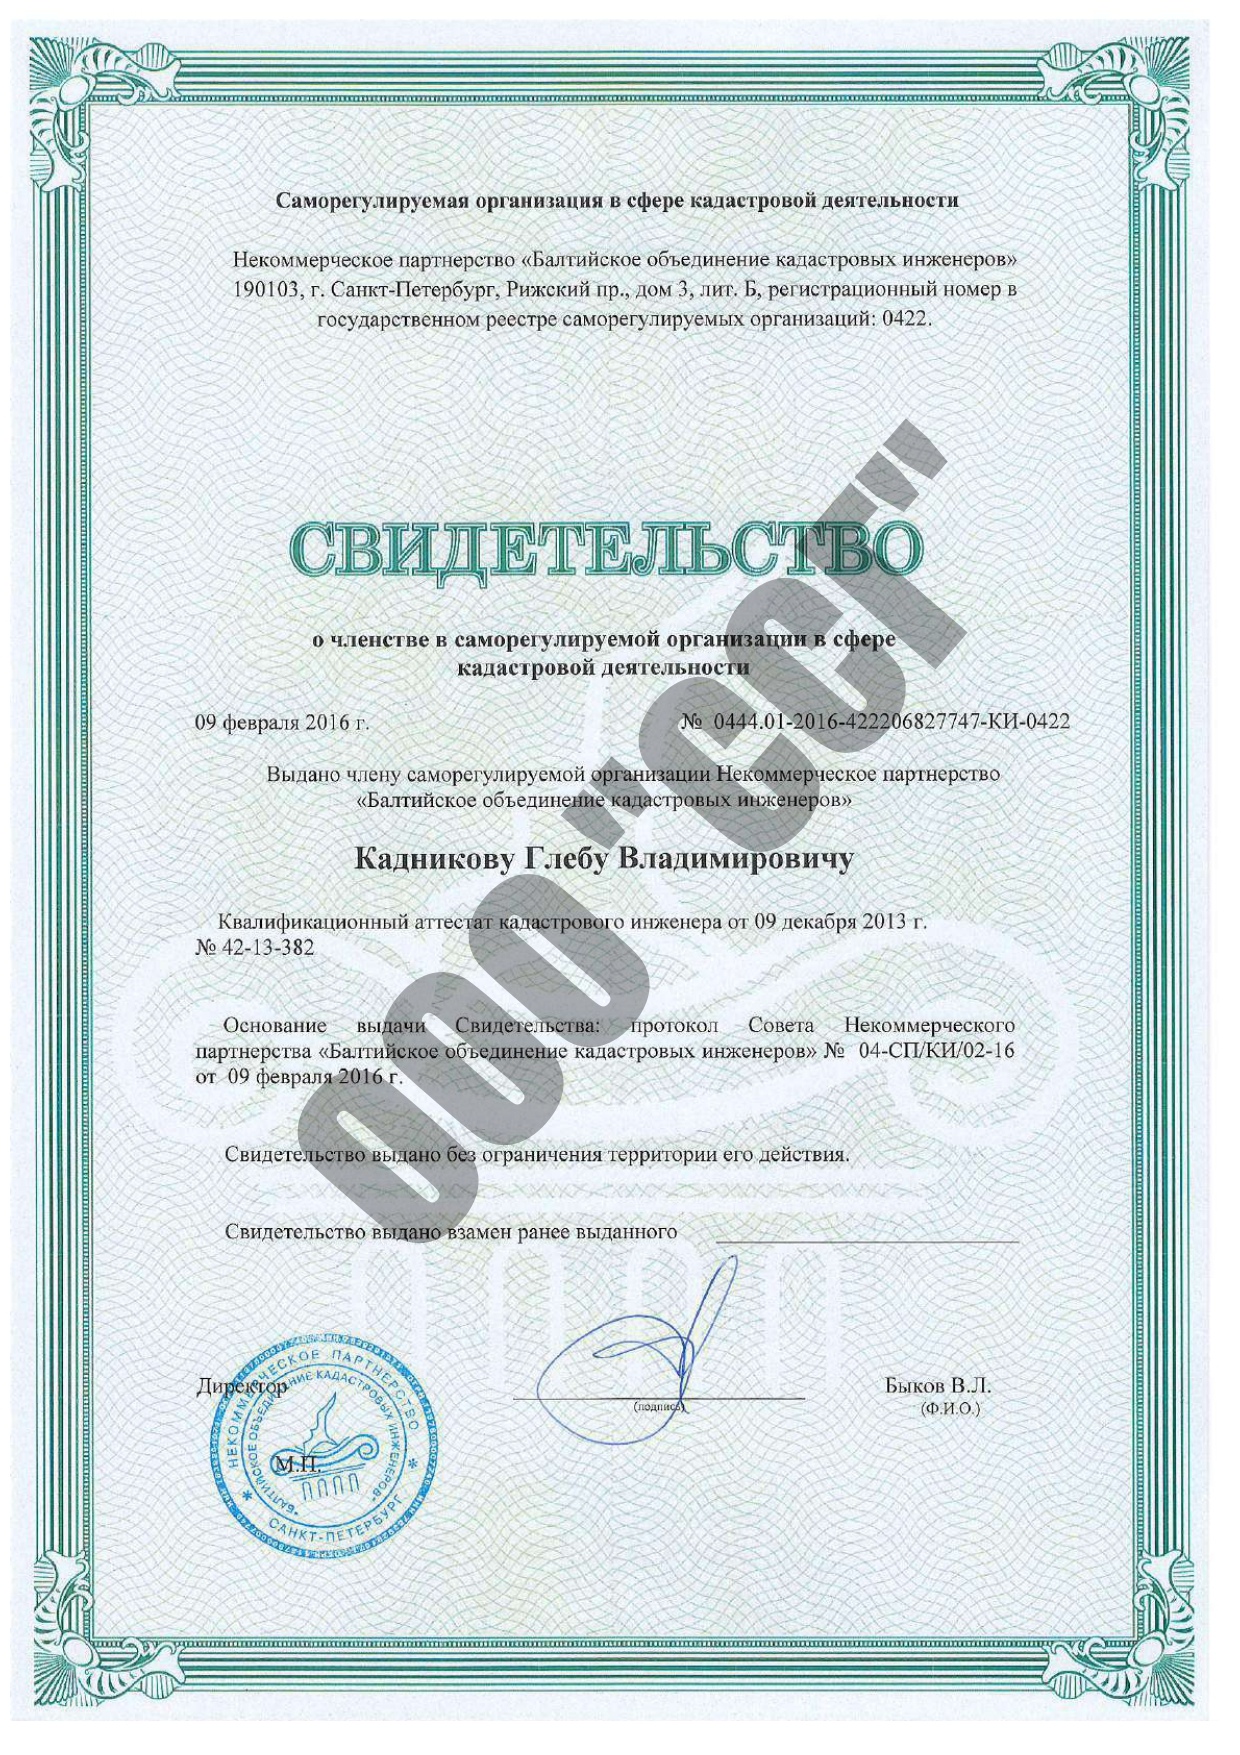 Саморегулируемая организация в сфере кадастровой деятельности
Некоммерческое партнерство «Балтийское объединение кадастровых инженеров»
190103, г. Санкт-Петербург, Рижский пр., дом 3, лит. Б, регистрационный номер в
государственном реестре саморегулируемых организаций: 0422.
СВИДЕТЕЛЬСТВО
о членстве в саморегулируемой организации в сфере
кадастровой деятельности
09 февраля 2016 г. № 0444.01-2016-422206827747-КИ-0422
Выдано члену саморегулируемой организации Некоммерческое партнерство
«Балтийское объединение кадастровых инженеров»
Кадникову Глебу Владимировичу
Квалификационный аттестат кадастрового инженера от 09 декабря 2013 г.
№ 42-13-382
Основание выдачи Свидетельства: протокол Совета Некоммерческого
партнерства «Балтийское объединение кадастровых инженеров» № 04-СП/КИ/02-16
от 09 февраля 2016 г.
Свидетельство выдано без ограничения территории его действия.
Свидетельство выдано взамен ранее выданного
Директор
(подпись)
Быков В.Л.
(Ф.И.О.)
М.П.
НЕКОММЕРЧЕСКОЕ ПАРТНЕРСТВО
"БАЛТИЙСКОЕ ОБЪЕДИНЕНИЕ КАДАСТРОВЫХ ИНЖЕНЕРОВ"
* САНКТ-ПЕТЕРБУРГ *
ООО "ССГ"